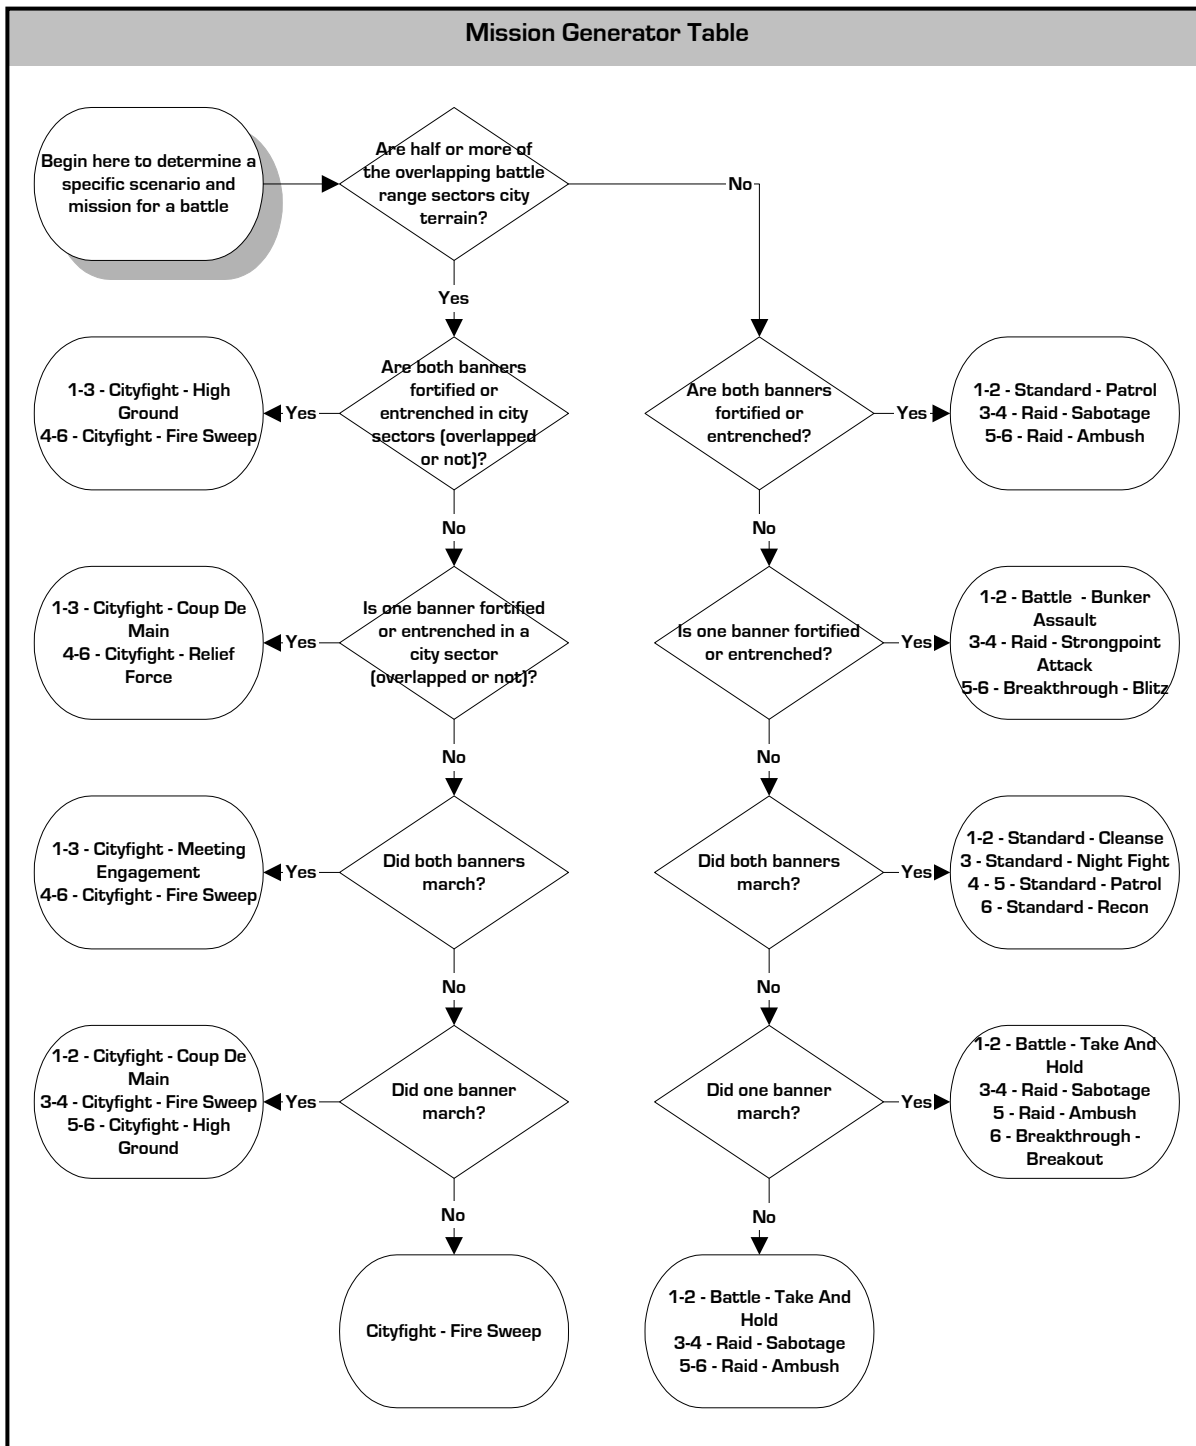 Mission Generator Table
Begin here to determine a
specific scenario and
mission for a battle
Are half or more of
the overlapping battle
range sectors city
terrain?
No
Yes
Are both banners
fortified or
entrenched in city
sectors (overlapped
or not)?
Yes
1-3 - Cityfight - High
Ground
4-6 - Cityfight - Fire Sweep
Are both banners
fortified or
entrenched?
Yes
1-2 - Standard - Patrol
3-4 - Raid - Sabotage
5-6 - Raid - Ambush
No
No
1-3 - Cityfight - Coup De
Main
4-6 - Cityfight - Relief
Force
Yes
Is one banner fortified
or entrenched in a
city sector
(overlapped or not)?
Is one banner fortified
or entrenched?
Yes
1-2 - Battle  - Bunker
Assault
3-4 - Raid - Strongpoint
Attack
5-6 - Breakthrough - Blitz
No
No
1-3 - Cityfight - Meeting
Engagement
4-6 - Cityfight - Fire Sweep
Yes
Did both banners
march?
Did both banners
march?
Yes
1-2 - Standard - Cleanse
3 - Standard - Night Fight
4 - 5 - Standard - Patrol
6 - Standard - Recon
No
No
1-2 - Cityfight - Coup De
Main
3-4 - Cityfight - Fire Sweep
5-6 - Cityfight - High
Ground
Yes
Did one banner
march?
Did one banner
march?
Yes
1-2 - Battle - Take And
Hold
3-4 - Raid - Sabotage
5 - Raid - Ambush
6 - Breakthrough -
Breakout
No
No
Cityfight - Fire Sweep
1-2 - Battle - Take And
Hold
3-4 - Raid - Sabotage
5-6 - Raid - Ambush